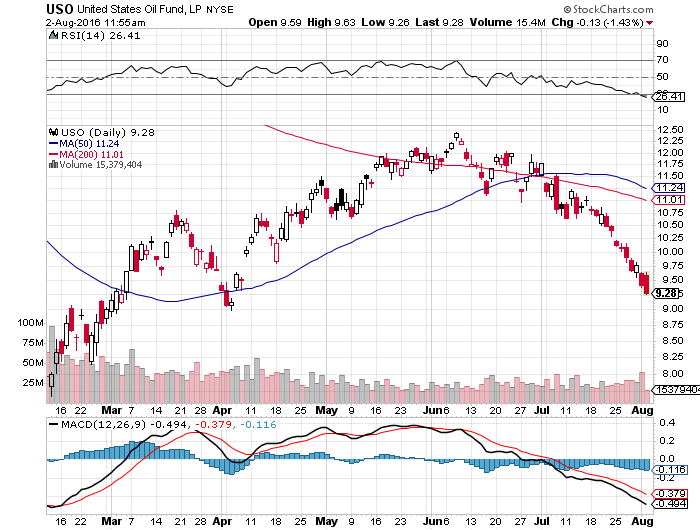 USO United States Oil Fund, LP NYSE © StockCharts.com
2-Aug-2016 11:55am Open 9.59 High 9.63 Low 9.26 Last 9.28 Volume 15.4M Chg -0.13 (-1.43%)
RSI(14) 26.41
90
70
50
30
26.41
USO (Daily) 9.28
MA(50) 11.24
MA(200) 11.01
Volume 15,379,404
12.50
12.25
12.00
11.75
11.50
11.24
11.01
10.75
10.50
10.25
10.00
9.75
9.50
9.28
9.00
8.75
8.50
8.25
8.00
15379404
100M
75M
50M
25M
16 22 Mar 7 14 21 28 Apr 11 18 25 May 9 16 23 Jun 6 13 20 27 Jul 11 18 25 Aug
MACD(12,26,9) -0.494, -0.379, -0.116
0.4
0.2
0.0
-0.116
-0.2
-0.379
-0.494
16 22 Mar 7 14 21 28 Apr 11 18 25 May 9 16 23 Jun 6 13 20 27 Jul 11 18 25 Aug